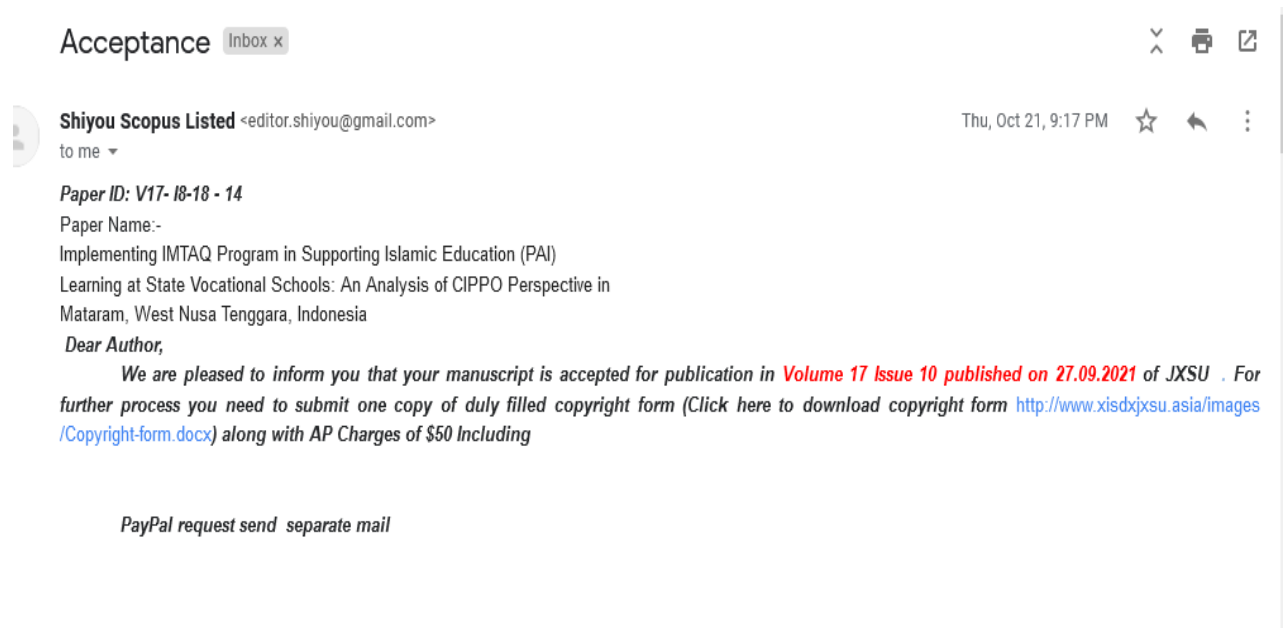 Acceptance Inbox x
Shiyou Scopus Listed <editor.shiyou@gmail.com> Thu, Oct 21, 9:17 PM
to me
Paper ID: V17- I8-18 - 14
Paper Name:-
Implementing IMTAQ Program in Supporting Islamic Education (PAI)
Learning at State Vocational Schools: An Analysis of CIPPO Perspective in
Mataram, West Nusa Tenggara, Indonesia
Dear Author,
We are pleased to inform you that your manuscript is accepted for publication in Volume 17 Issue 10 published on 27.09.2021 of JXSU . For
further process you need to submit one copy of duly filled copyright form (Click here to download copyright form http://www.xisdxjxsu.asia/images
/Copyright-form.docx) along with AP Charges of $50 Including
PayPal request send separate mail